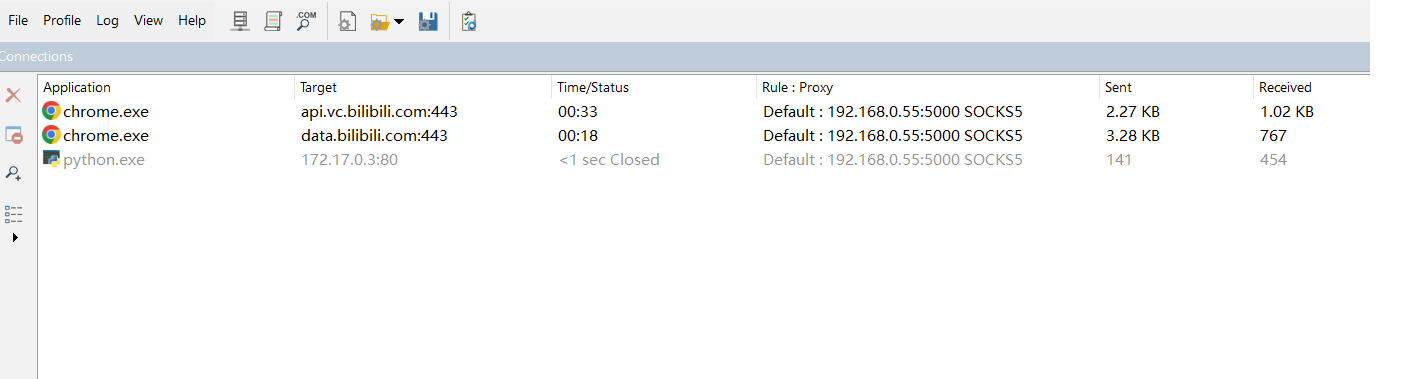 File Profile Log View Help .COM
Connections
Application Target Time/Status Rule : Proxy Sent Received
chrome.exe api.vc.bilibili.com:443 00:33 Default : 192.168.0.55:5000 SOCKS5 2.27 KB 1.02 KB
chrome.exe data.bilibili.com:443 00:18 Default : 192.168.0.55:5000 SOCKS5 3.28 KB 767
python.exe 172.17.0.3:80 <1 sec Closed Default : 192.168.0.55:5000 SOCKS5 141 454